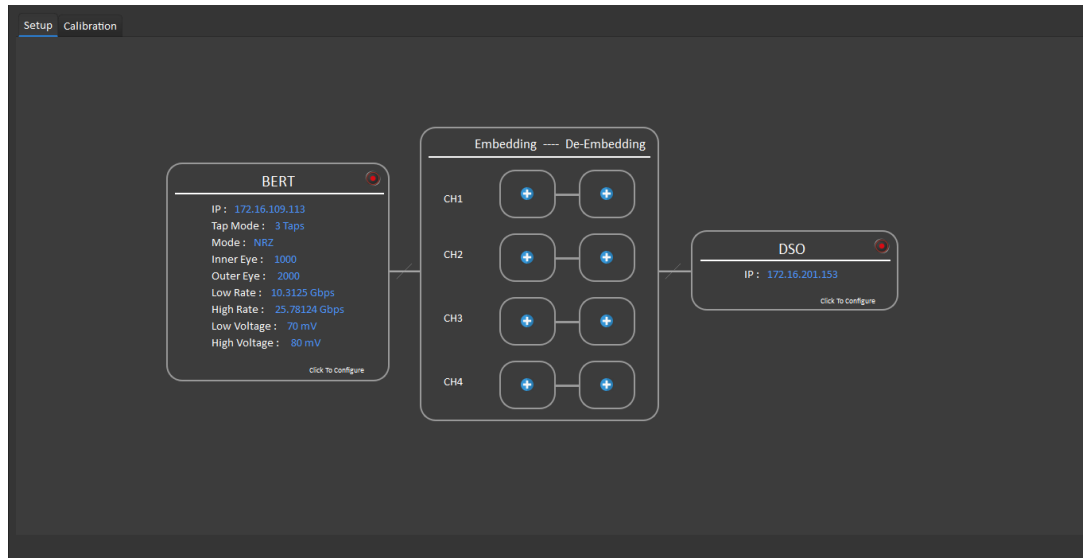 Setup Calibration
Embedding ---- De-Embedding
BERT
IP : 172.16.109.113
Tap Mode : 3 Taps
Mode : NRZ
Inner Eye : 1000
Outer Eye : 2000
Low Rate : 10.3125 Gbps
High Rate : 25.78124 Gbps
Low Voltage : 70 mV
High Voltage : 80 mV
Click To Configure
CH1
CH2
CH3
CH4
DSO
IP : 172.16.201.153
Click To Configure